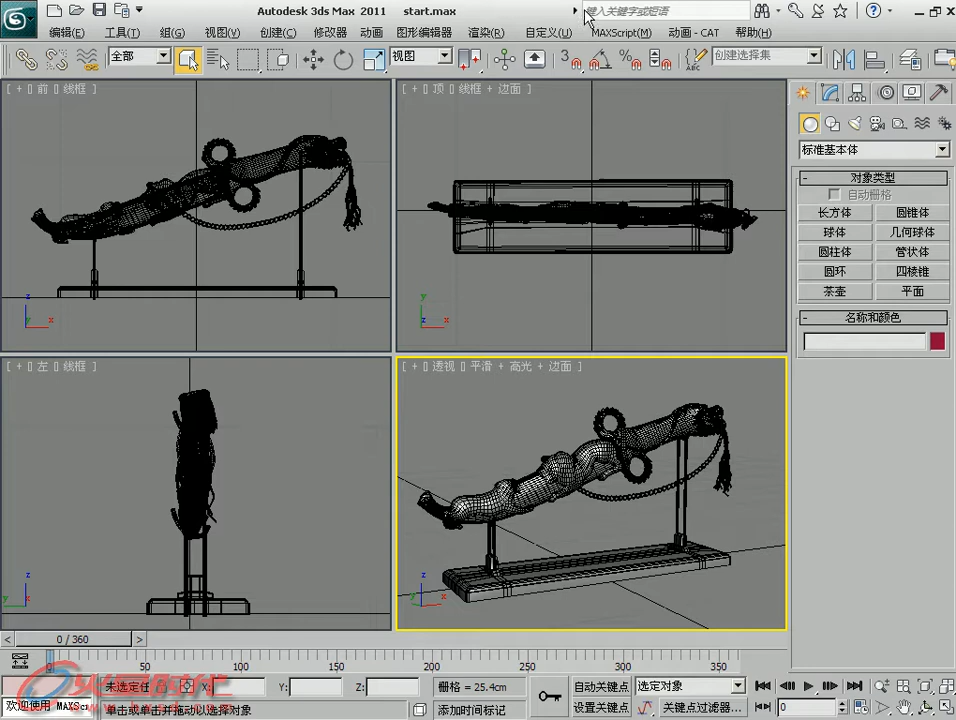 Autodesk 3ds Max 2011 start.max
键入关键字或短语
编辑(E) 工具(T) 组(G) 视图(V) 创建(C) 修改器 动画 图形编辑器 渲染(R) 自定义(U) MAXScript(M) 动画 - CAT 帮助(H)
全部 视图 3 ABC 创建选择集
[ + [] 前 [] 线框 ]
[ + [] 顶 [] 线框 + 边面 ]
标准基本体
- 对象类型
自动栅格
长方体 圆锥体
球体 几何球体
圆柱体 管状体
圆环 四棱锥
茶壶 平面
- 名称和颜色
z y x
y z x
[ + [] 左 [] 线框 ]
[ + [] 透视 [] 平滑 + 高光 + 边面 ]
z y x
z y x
< 0 / 360 >
0 50 100 150 200 250 300 350
未选定任 X: Y: Z: 栅格 = 25.4cm 自动关键点 选定对象
欢迎使用 MAXScr 单击或单击并拖动以选择对象 添加时间标记 设置关键点 关键点过滤器... 0